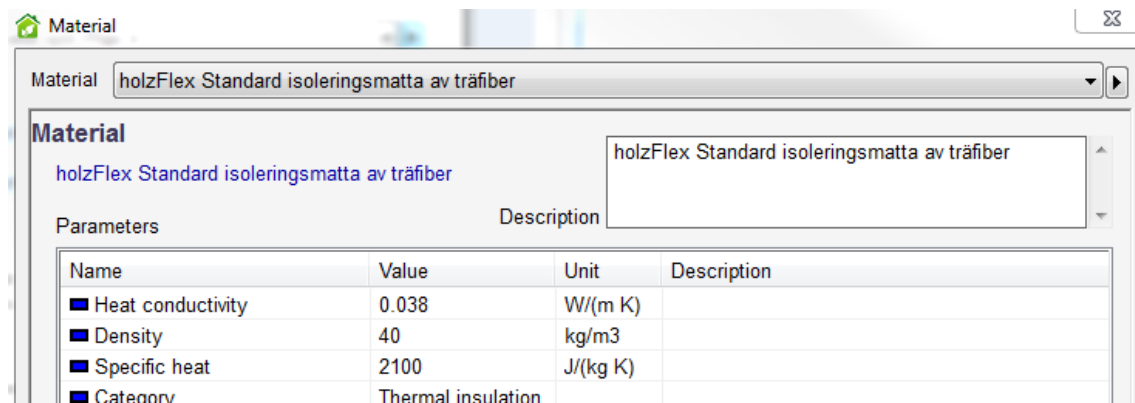 Material
Material holzFlex Standard isoleringsmatta av träfiber
Material
holzFlex Standard isoleringsmatta av träfiber
holzFlex Standard isoleringsmatta av träfiber
Description
Parameters
Name Value Unit Description
Heat conductivity 0.038 W/(m K)
Density 40 kg/m3
Specific heat 2100 J/(kg K)
Category Thermal insulation